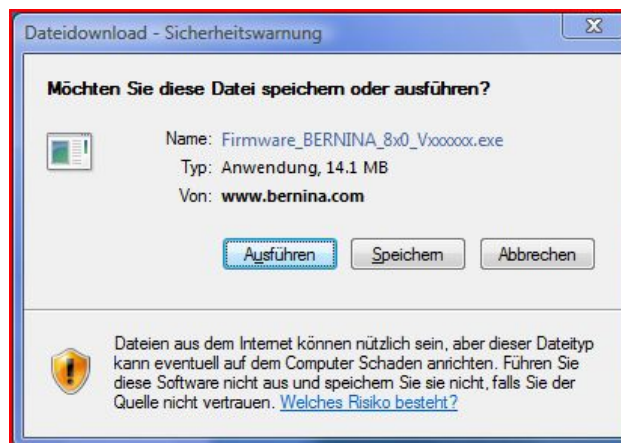 Dateidownload - Sicherheitswarnung
Möchten Sie diese Datei speichern oder ausführen?
Name: Firmware_BERNINA_8x0_Vxxxxxx.exe
Typ: Anwendung, 14.1 MB
Von: www.bernina.com
Ausführen Speichern Abbrechen
Dateien aus dem Internet können nützlich sein, aber dieser Dateityp
kann eventuell auf dem Computer Schaden anrichten. Führen Sie
diese Software nicht aus und speichern Sie sie nicht, falls Sie der
Quelle nicht vertrauen. Welches Risiko besteht?